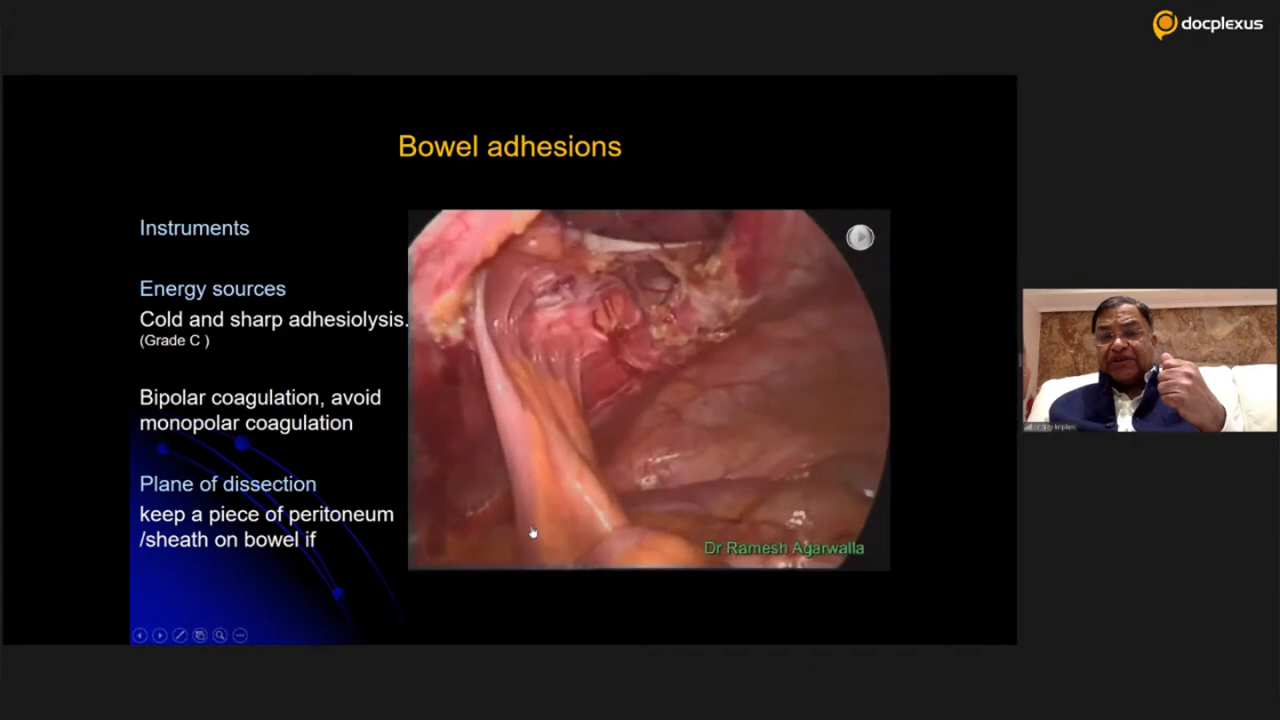 docplexus
Bowel adhesions
Instruments
Energy sources
Cold and sharp adhesiolysis.
(Grade C )
Bipolar coagulation, avoid
monopolar coagulation
Plane of dissection
keep a piece of peritoneum
/sheath on bowel if
Dr Ramesh Agarwalla